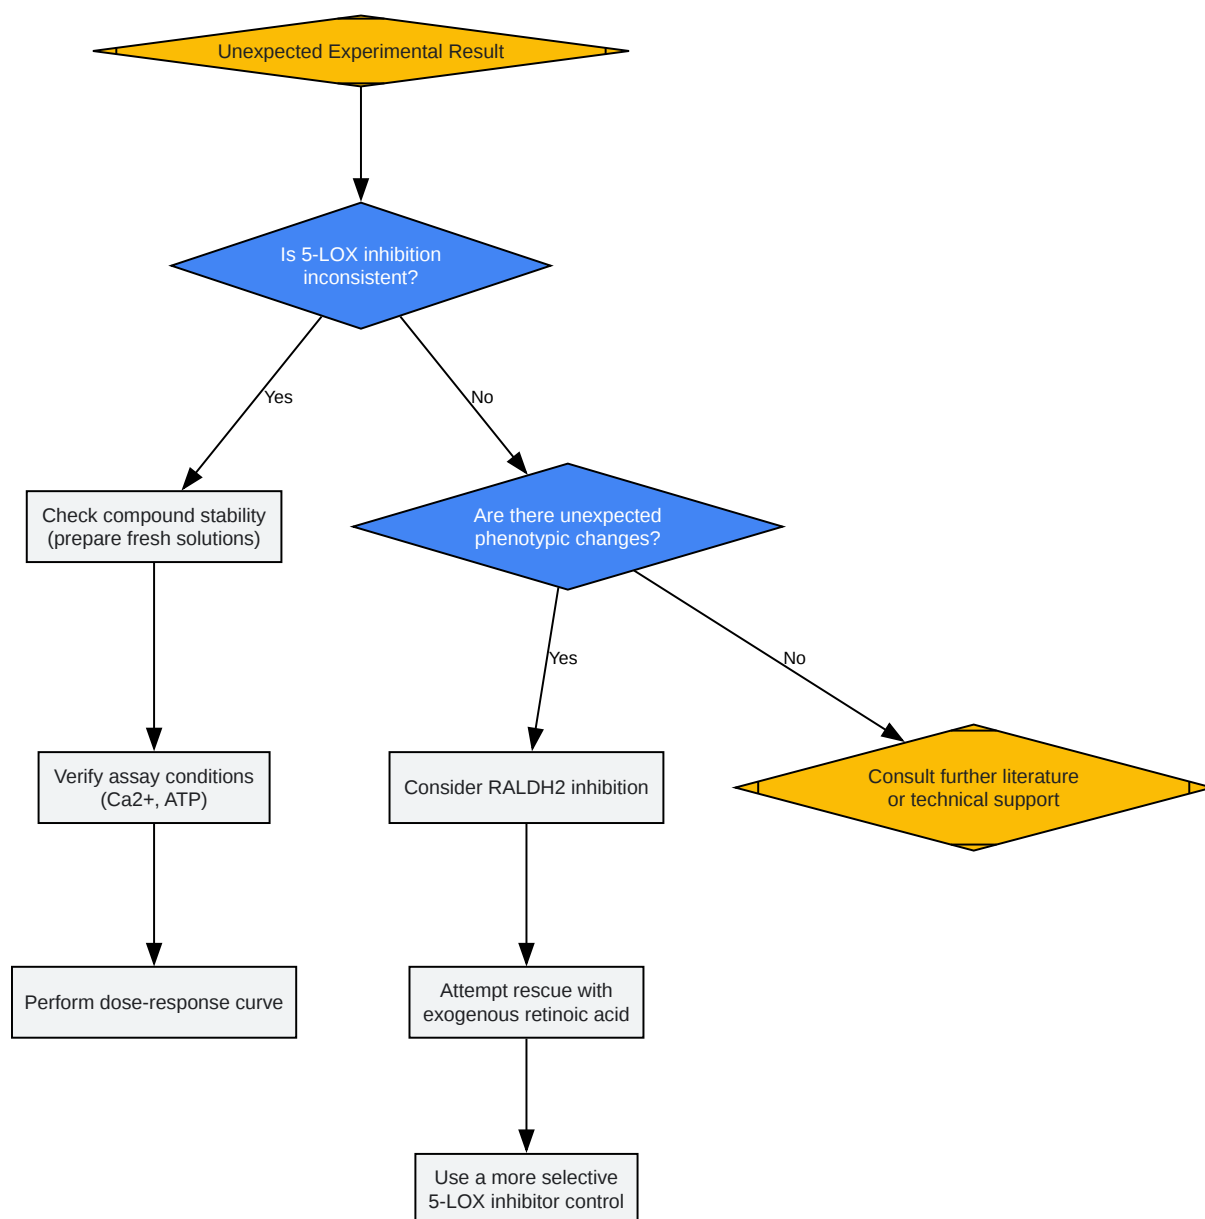 Unexpected Experimental Result
Is 5-LOX inhibition
inconsistent?
Yes
No
Check compound stability
(prepare fresh solutions)
Are there unexpected
phenotypic changes?
Yes
No
Verify assay conditions
(Ca2+, ATP)
Consider RALDH2 inhibition
Consult further literature
or technical support
Perform dose-response curve
Attempt rescue with
exogenous retinoic acid
Use a more selective
5-LOX inhibitor control